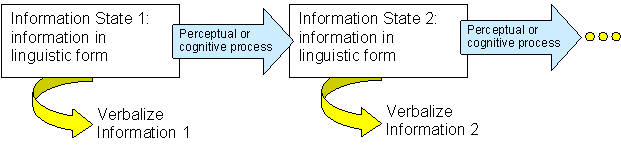 Information State 1:
information in
linguistic form
Perceptual or
cognitive process
Information State 2:
information in
linguistic form
Perceptual or
cognitive process
Verbalize
Information 1
Verbalize
Information 2